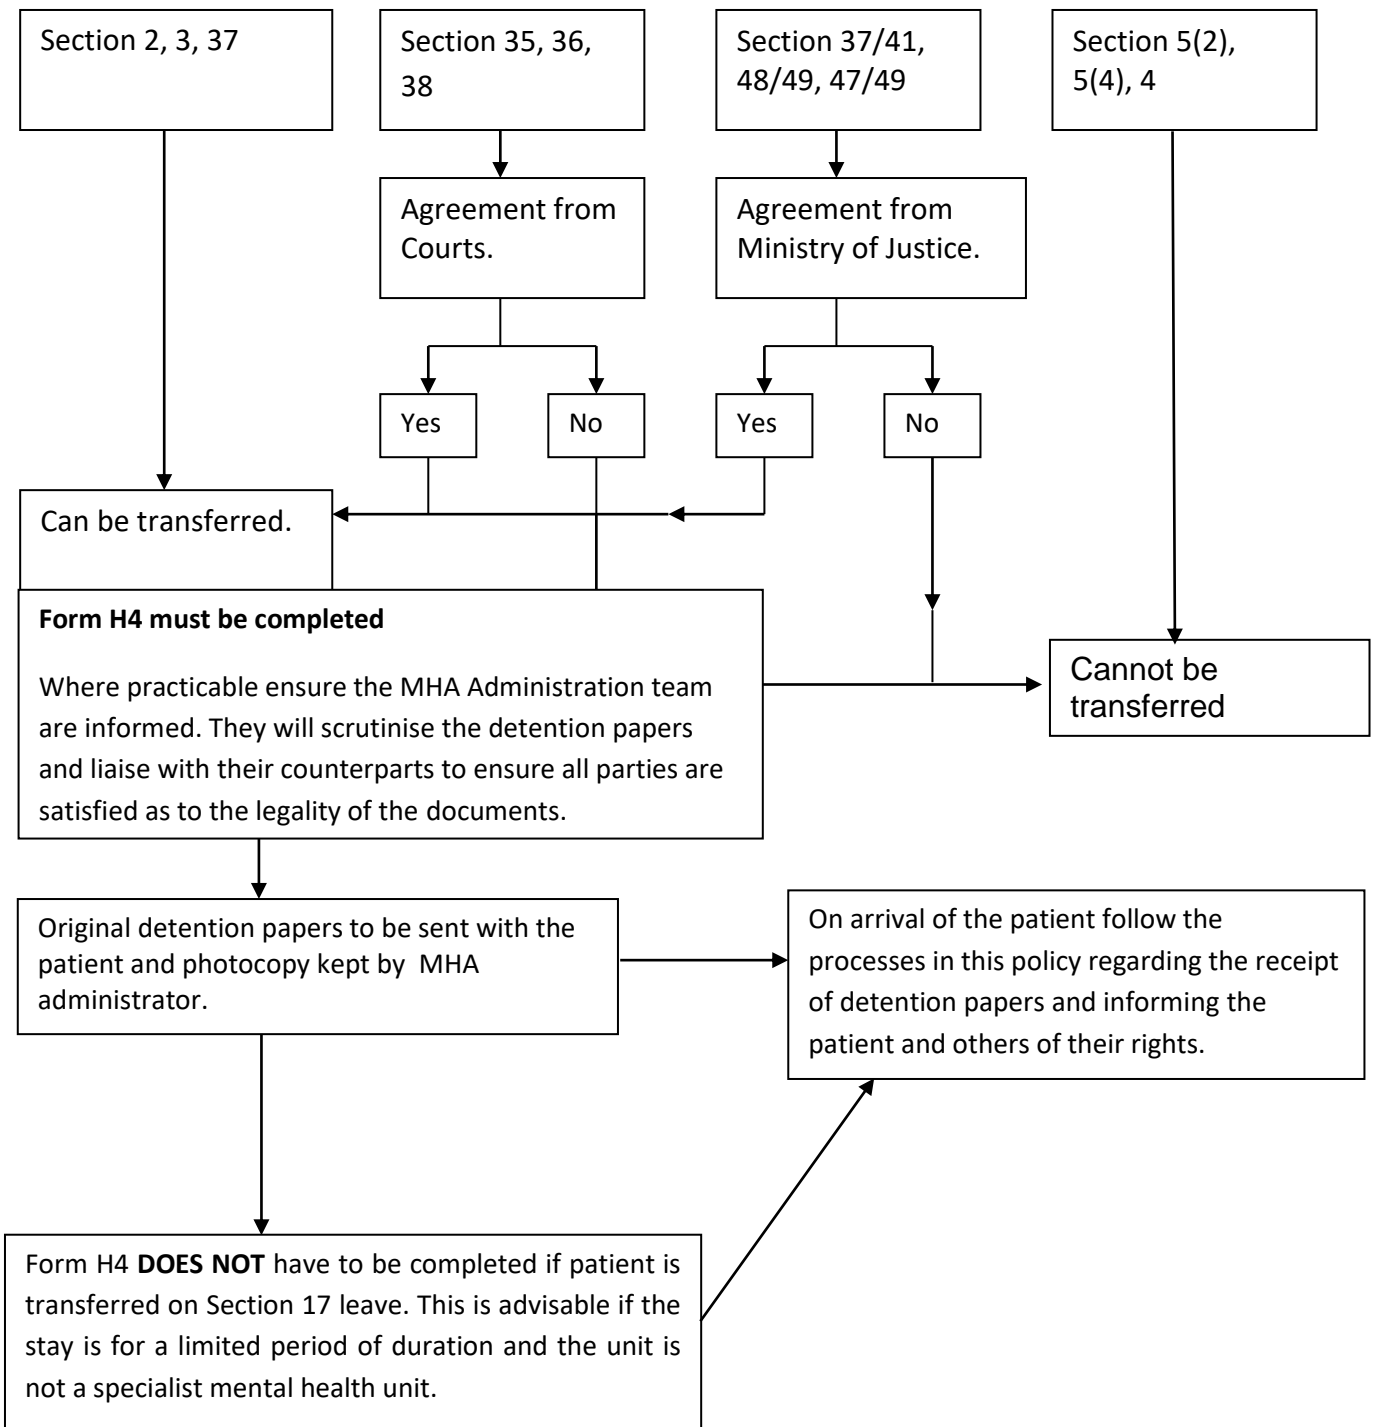 Section 2, 3, 37
Section 35, 36,
38
Section 37/41,
48/49, 47/49
Section 5(2),
5(4), 4
Agreement from
Courts.
Agreement from
Ministry of Justice.
Yes
No
Yes
No
Can be transferred.
Form H4 must be completed
Where practicable ensure the MHA Administration team
are informed. They will scrutinise the detention papers
and liaise with their counterparts to ensure all parties are
satisfied as to the legality of the documents.
Cannot be
transferred
Original detention papers to be sent with the
patient and photocopy kept by MHA
administrator.
On arrival of the patient follow the
processes in this policy regarding the receipt
of detention papers and informing the
patient and others of their rights.
Form H4 DOES NOT have to be completed if patient is
transferred on Section 17 leave. This is advisable if the
stay is for a limited period of duration and the unit is
not a specialist mental health unit.